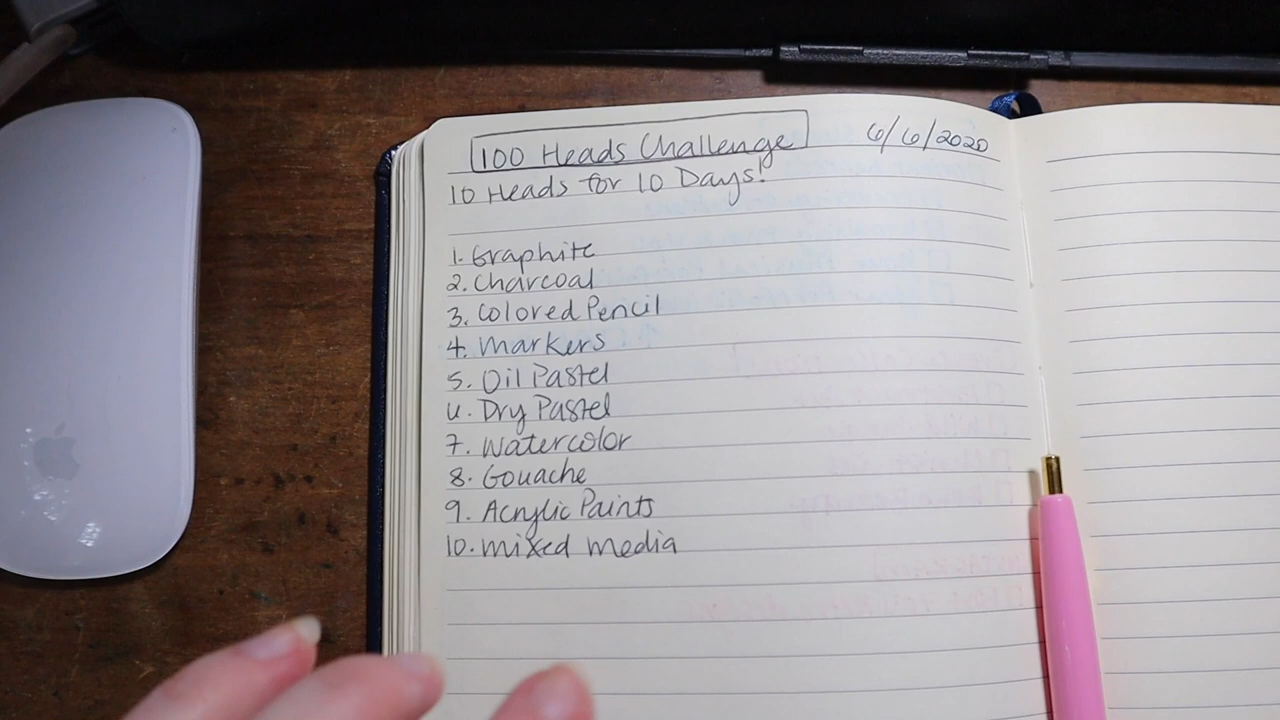 100 Heads Challenge 6/6/2020
10 Heads for 10 Days!
1. Graphite
2. Charcoal
3. Colored Pencil
4. Markers
5. Oil Pastel
6. Dry Pastel
7. Watercolor
8. Gouache
9. Acrylic Paints
10. Mixed Media